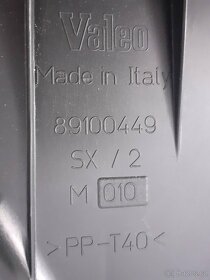 Valeo
Made in Italy
89100449
SX / 2
M 010
>PP-T40<